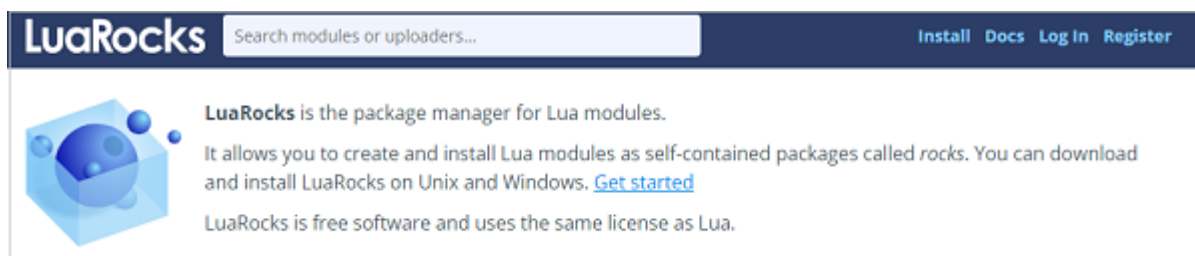 LuaRocks Search modules or uploaders... Install Docs Log In Register
LuaRocks is the package manager for Lua modules.
It allows you to create and install Lua modules as self-contained packages called rocks. You can download
and install LuaRocks on Unix and Windows. Get started
LuaRocks is free software and uses the same license as Lua.